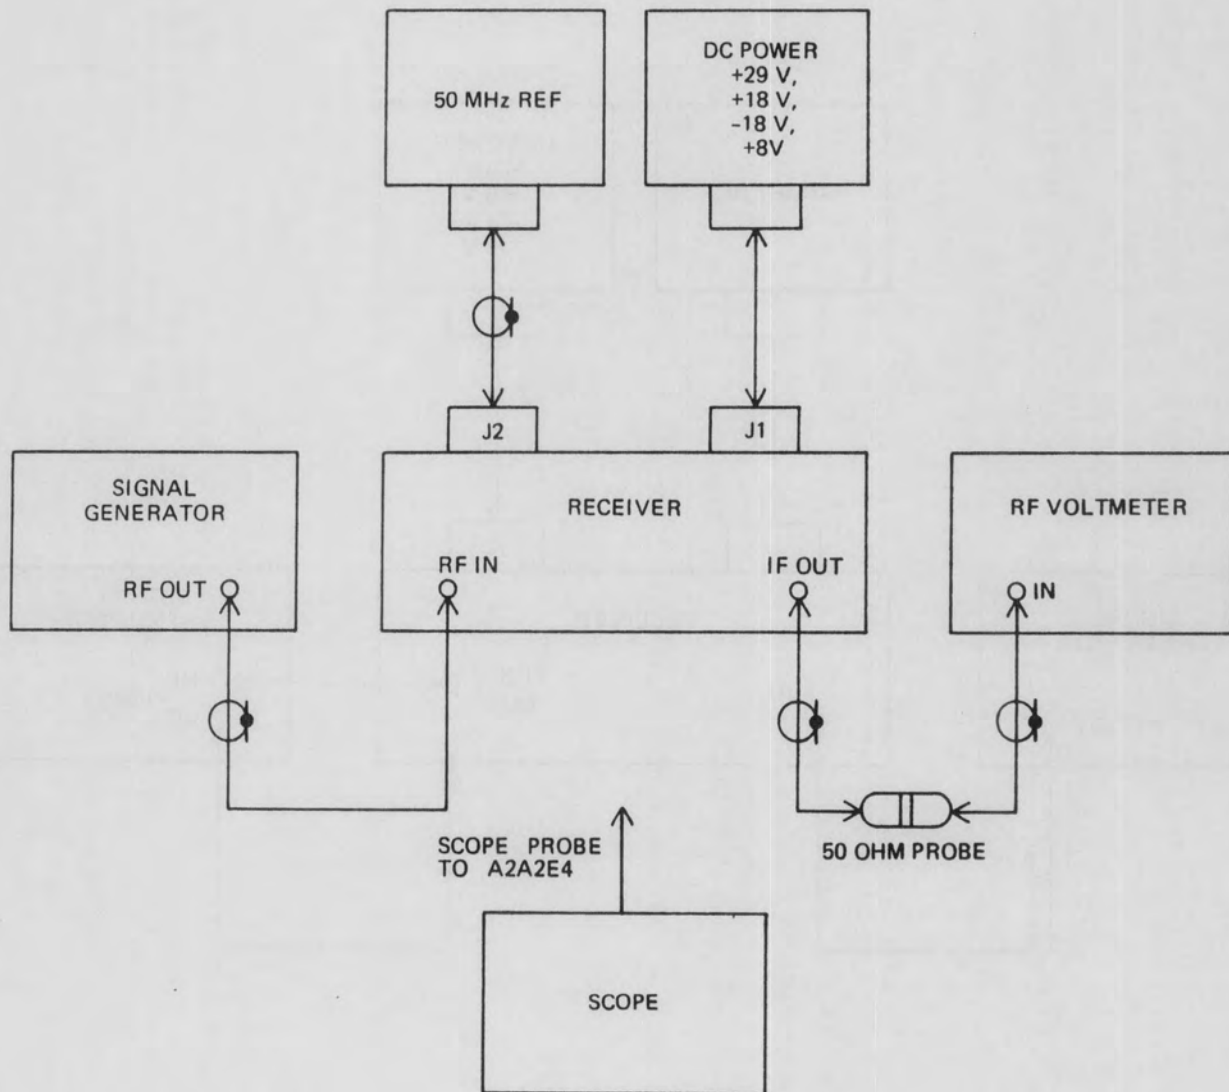 50 MHz REF
DC POWER
+29 V,
+18 V,
-18 V,
+8V
J2
J1
SIGNAL
GENERATOR
RF OUT
RECEIVER
RF IN
IF OUT
RF VOLTMETER
IN
SCOPE PROBE
TO A2A2E4
50 OHM PROBE
SCOPE